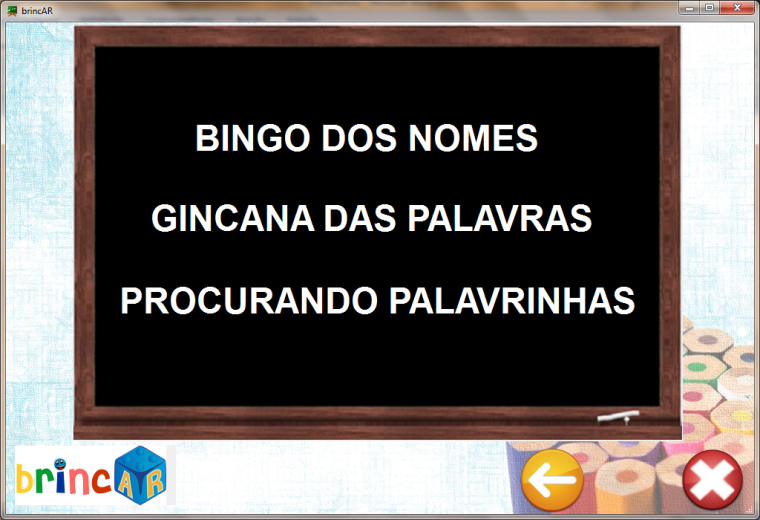 brincAR
BINGO DOS NOMES
GINCANA DAS PALAVRAS
PROCURANDO PALAVRINHAS
brincAR